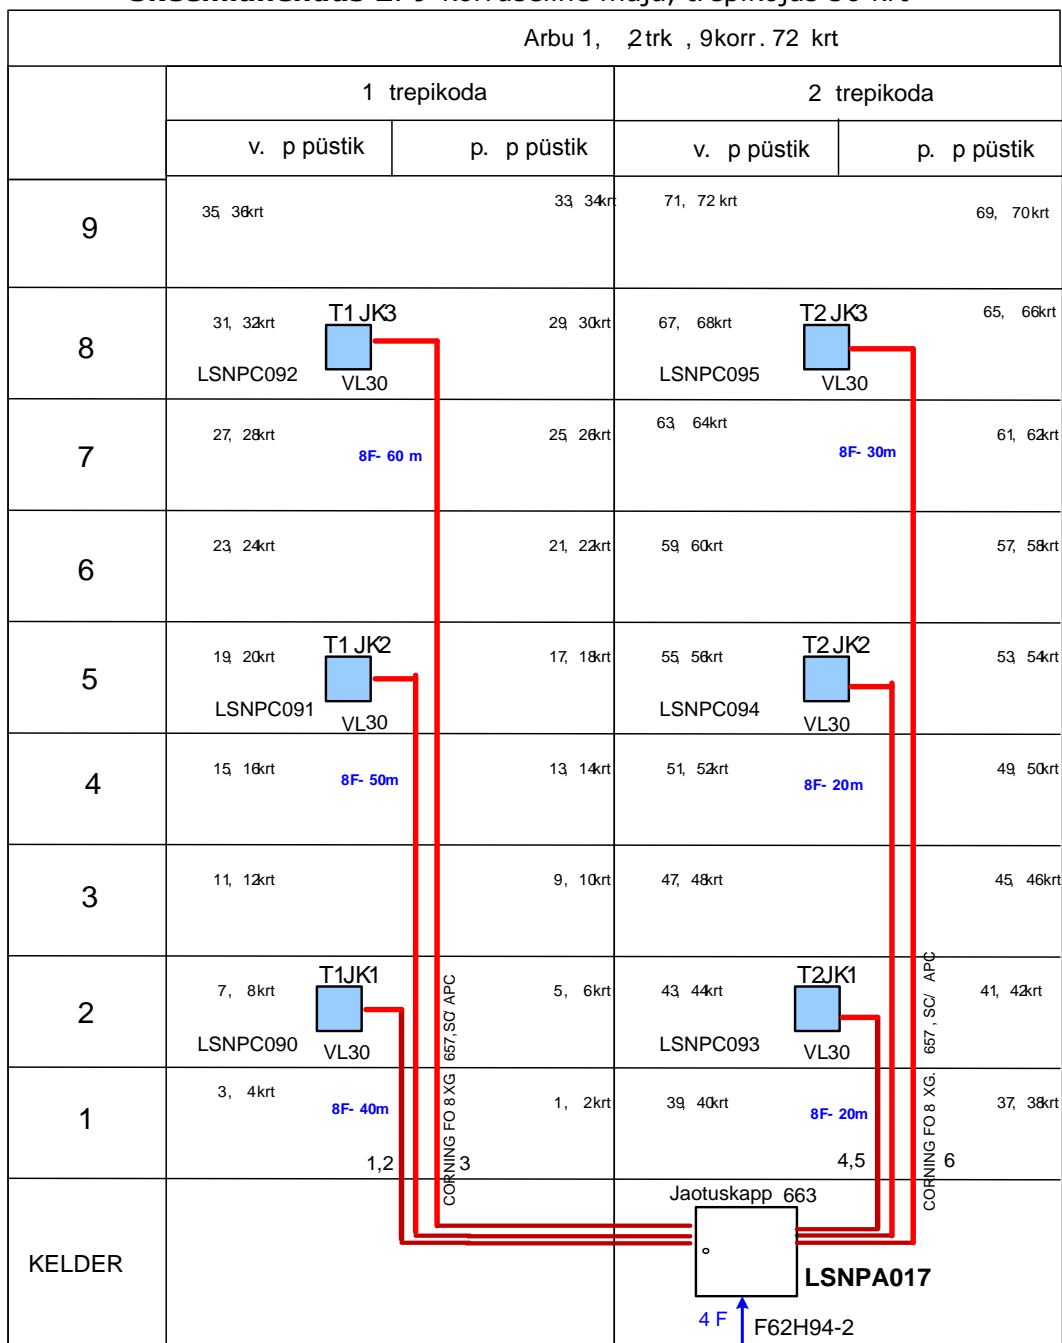 Arbu 1, 2trk , 9korr. 72 krt
1 trepikoda 2 trepikoda
v. p püstik p. p püstik v. p püstik p. p püstik
9 35, 36krt 33, 34krt 71, 72 krt 69, 70krt
T1 JK3 T2 JK3
8 31, 32krt 29, 30krt 67, 68krt 65, 66krt
LSNPC092 VL30 LSNPC095 VL30
7 27, 28krt 25, 26krt 63, 64krt 61, 62krt
8F- 60 m 8F- 30m
6 23, 24krt 21, 22krt 59, 60krt 57, 58krt
T1 JK2 T2 JK2
5 19, 20krt 17, 18krt 55, 56krt 53, 54krt
LSNPC091 VL30 LSNPC094 VL30
4 15, 16krt 13, 14krt 51, 52krt 49, 50krt
8F- 50m 8F- 20m
3 11, 12krt 9, 10krt 47, 48krt 45, 46krt
T1JK1 T2JK1
2 7, 8krt 5, 6krt 43, 44krt 41, 42krt
LSNPC090 VL30 LSNPC093 VL30
1 3, 4krt 1, 2krt 39, 40krt 37, 38krt
8F- 40m 8F- 20m
1,2 3 4,5 6
CORNING FO 8 XG 657, SC/ APC
CORNING FO 8 XG. 657, SC/ APC
Jaotuskapp 663
KELDER
LSNPA017
4 F F62H94-2